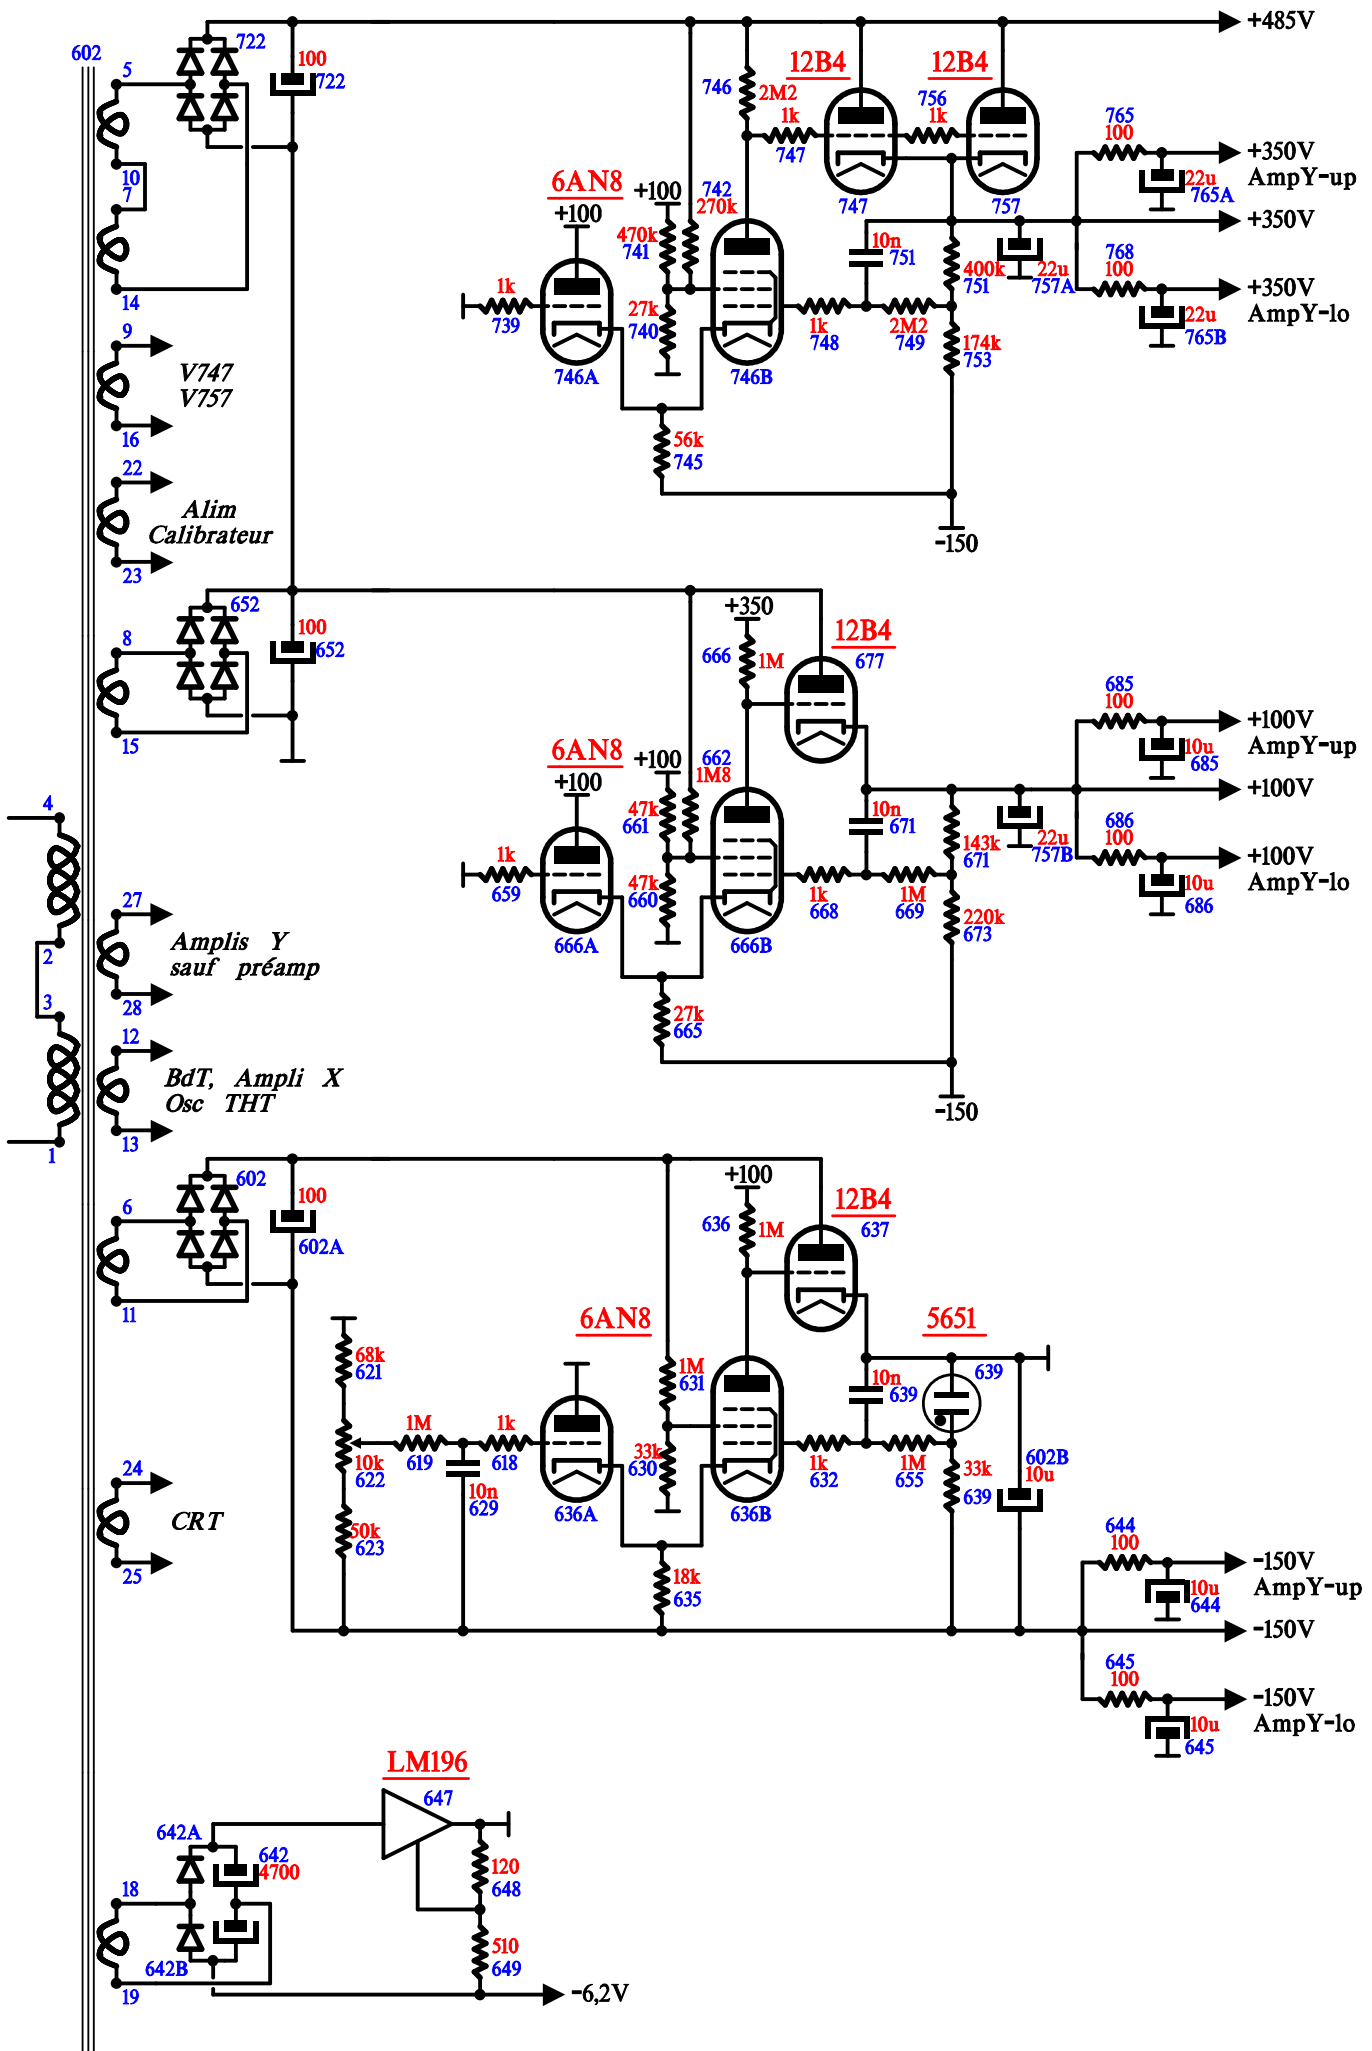 602
5
722
100
722
10
7
14
+485V
746
2M2
12B4
12B4
1k
747
756
1k
747
757
765
100
+350V
AmpY-up
22u
765A
+350V
768
100
+350V
AmpY-lo
22u
765B
6AN8
+100
+100
742
270k
470k
741
1k
739
27k
740
746A
746B
10n
751
400k
751
22u
757A
1k
748
2M2
749
174k
753
56k
745
-150
9
V747
V757
16
22
Alim
Calibrateur
23
8
652
100
652
15
+350
666
1M
12B4
677
6AN8
+100
+100
662
1M8
47k
661
1k
659
47k
660
666A
666B
10n
671
143k
671
22u
757B
1k
668
1M
669
220k
673
27k
665
-150
685
100
+100V
AmpY-up
10u
685
+100V
686
100
+100V
AmpY-lo
10u
686
4
2
3
1
27
Amplis Y
sauf préamp
28
12
BdT, Ampli X
Osc THT
13
6
602
100
602A
11
+100
636
1M
12B4
637
6AN8
5651
68k
621
1M
631
10n
639
639
1M
619
1k
618
10k
622
33k
630
10n
629
636A
636B
1k
632
1M
655
33k
639
602B
10u
50k
623
18k
635
644
100
-150V
AmpY-up
10u
644
-150V
645
100
-150V
AmpY-lo
10u
645
24
CRT
25
LM196
647
642A
642
4700
120
648
18
510
649
642B
19
-6,2V